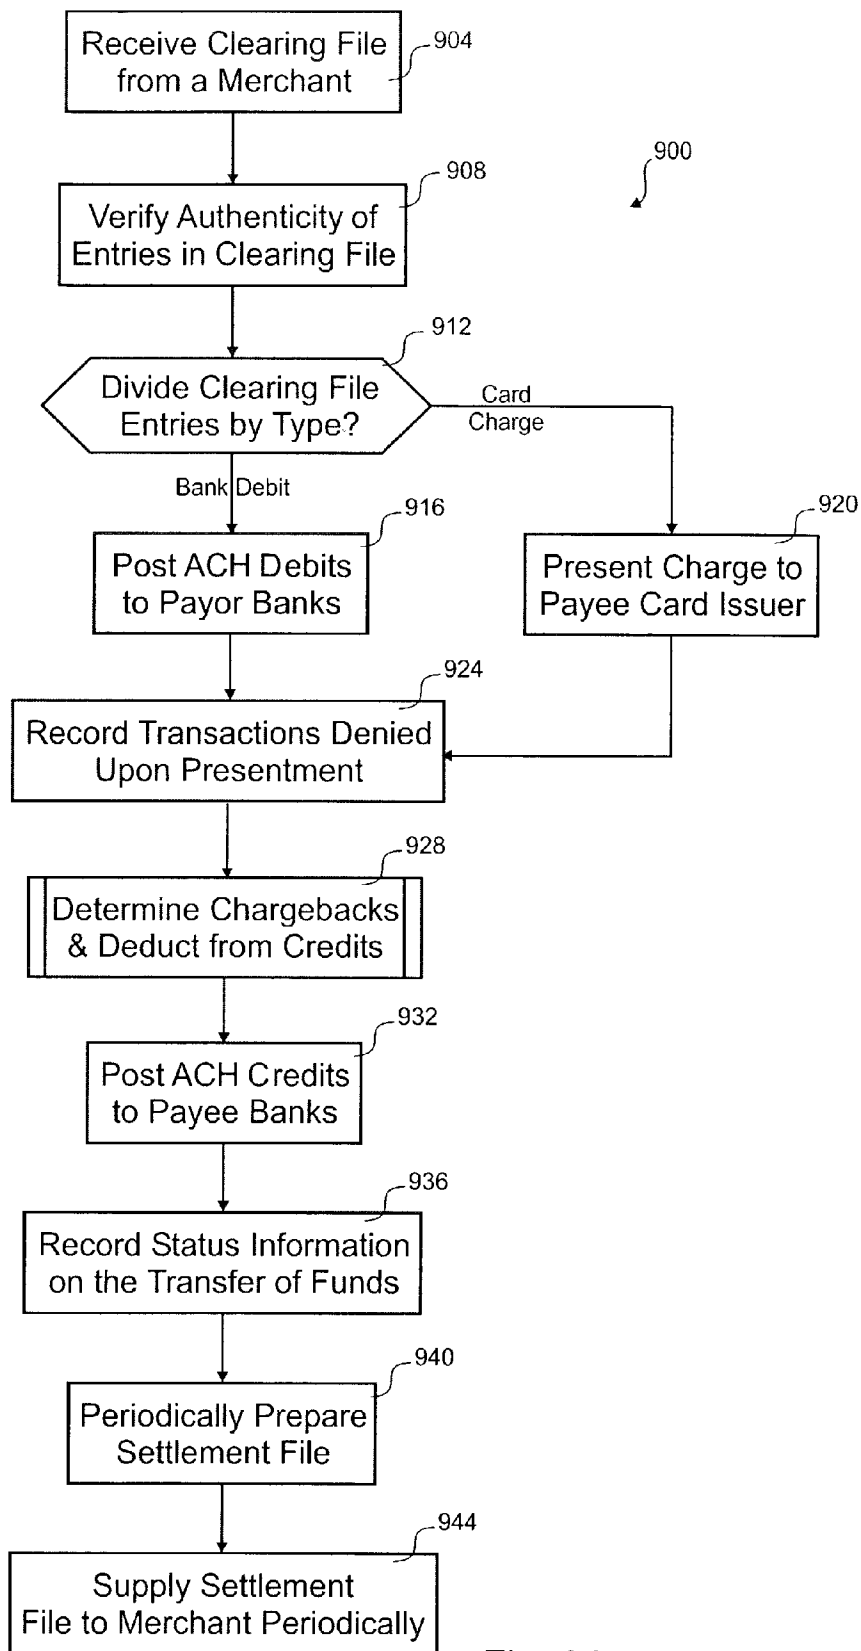 Receive Clearing File
from a Merchant
904
900
Verify Authenticity of
Entries in Clearing File
908
Divide Clearing File
Entries by Type?
912
Card
Charge
Bank Debit
Post ACH Debits
to Payor Banks
916
Present Charge to
Payee Card Issuer
920
Record Transactions Denied
Upon Presentment
924
Determine Chargebacks
& Deduct from Credits
928
Post ACH Credits
to Payee Banks
932
Record Status Information
on the Transfer of Funds
936
Periodically Prepare
Settlement File
940
Supply Settlement
File to Merchant Periodically
944